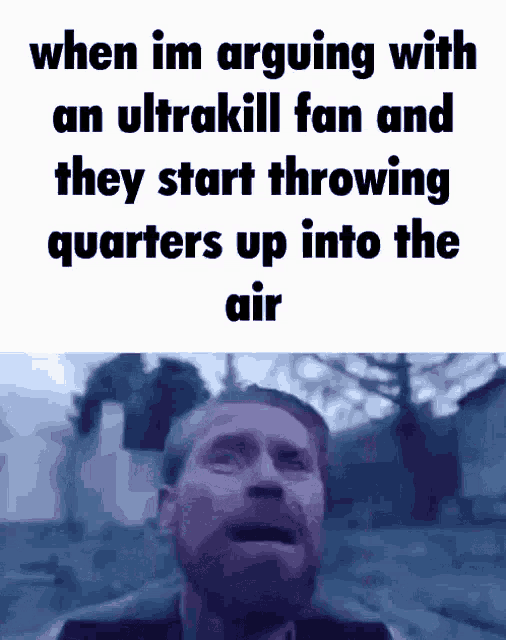 when im arguing with
an ultrakill fan and
they start throwing
quarters up into the
air